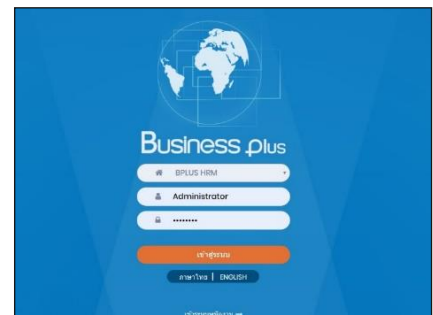 Business Plus
BPLUS HRM
Administrator
••••••••
เข้าสู่ระบบ
ภาษาไทย | ENGLISH